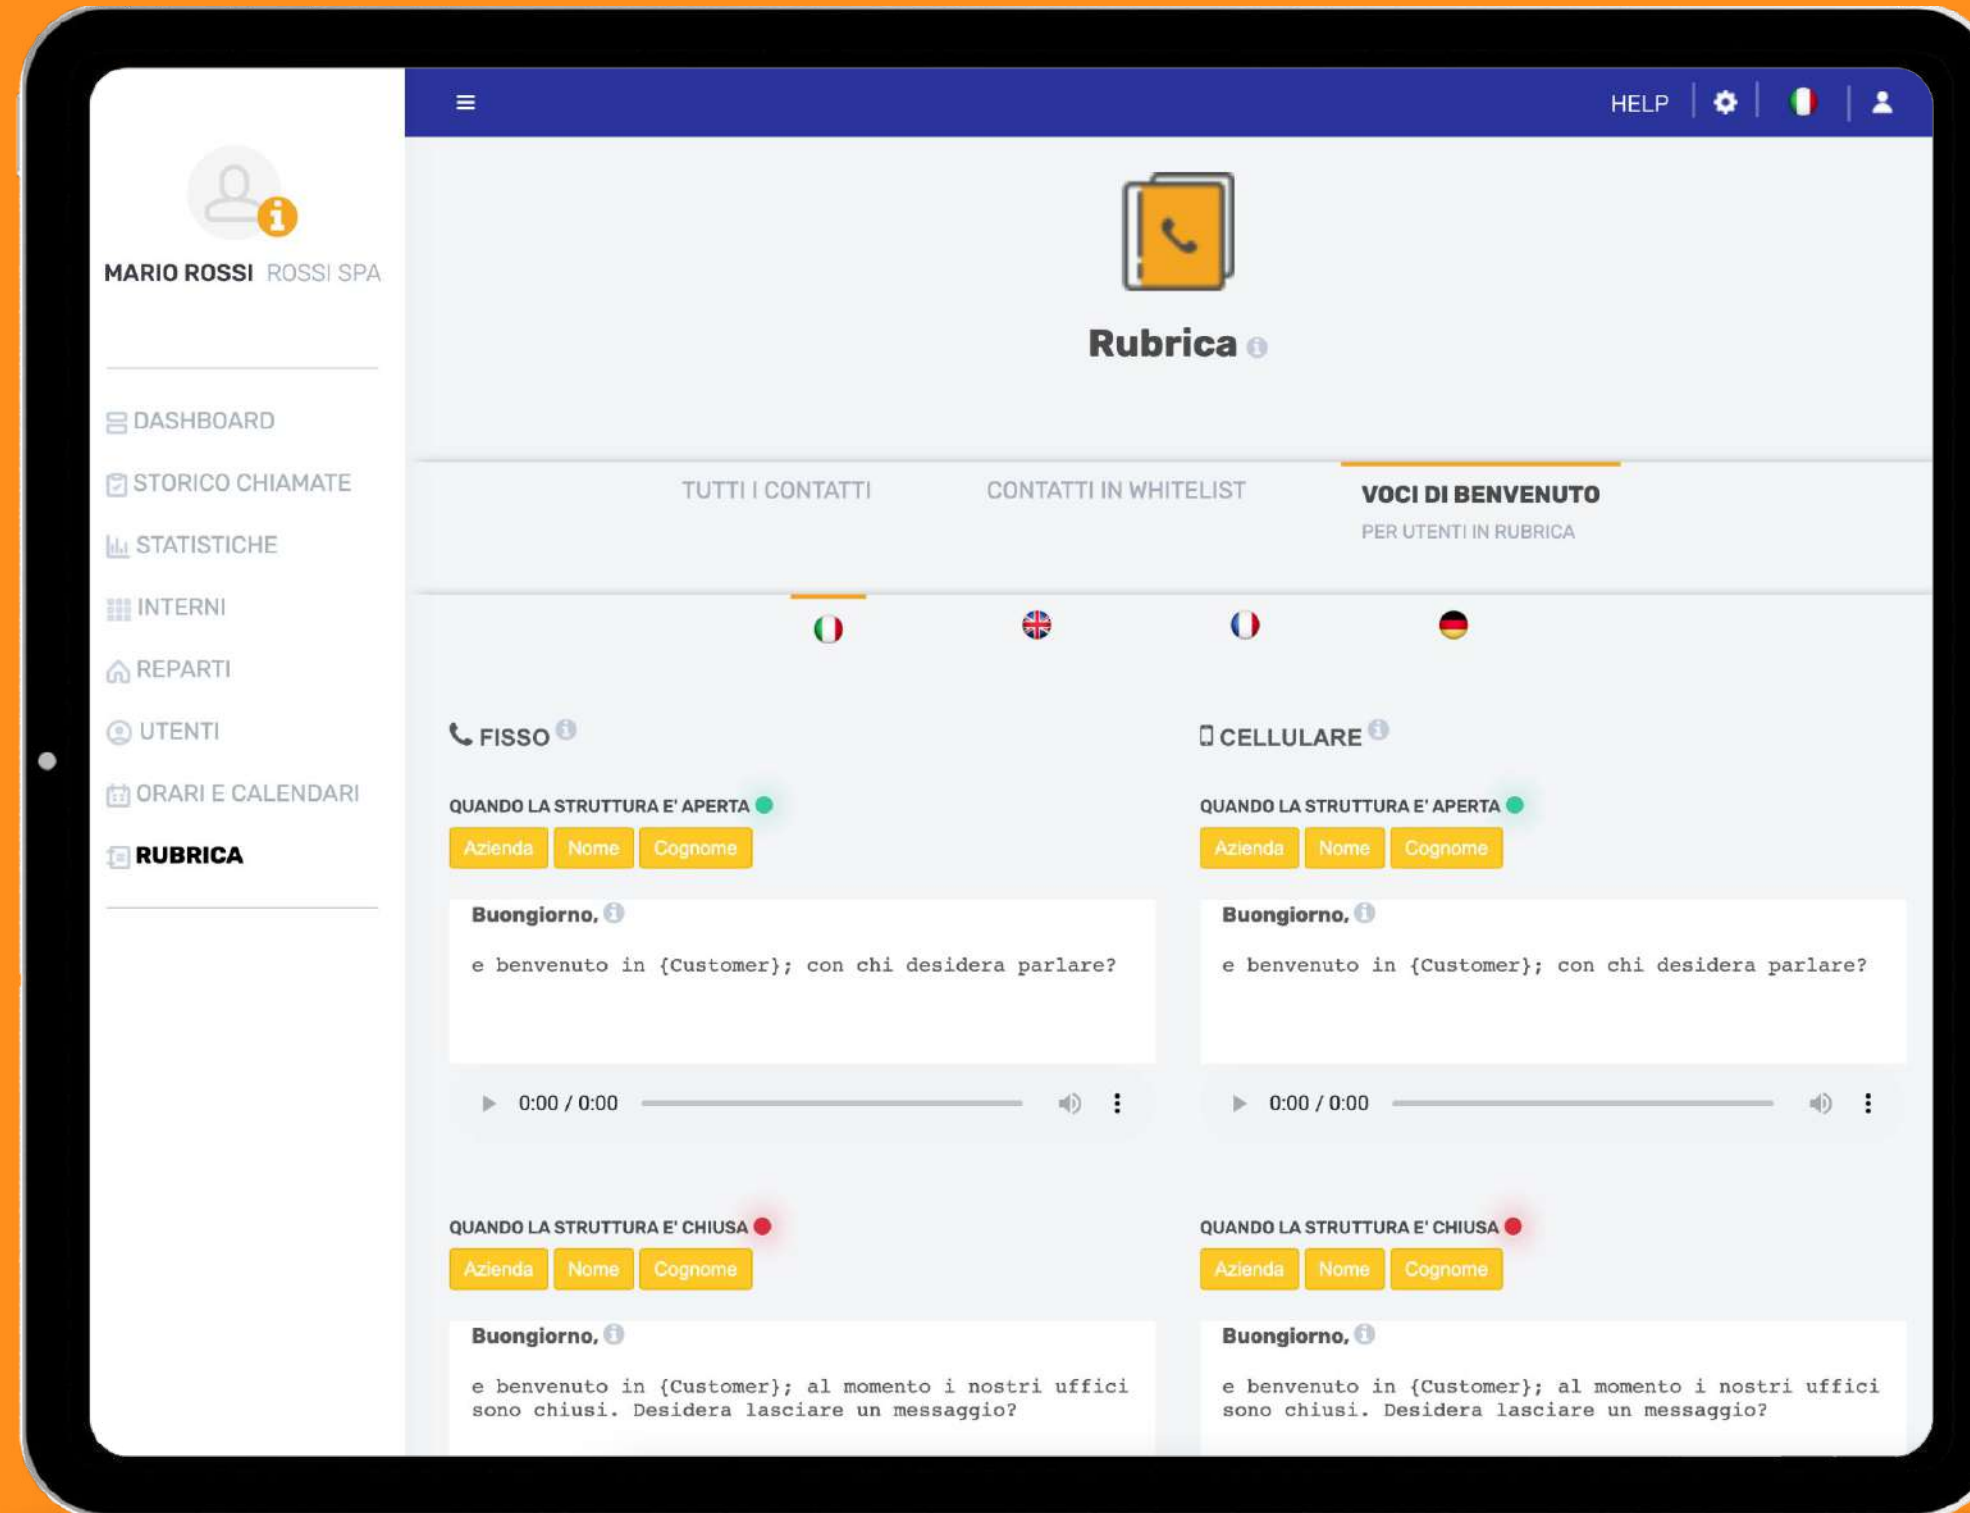 HELP
MARIO ROSSI ROSSI SPA
DASHBOARD
STORICO CHIAMATE
STATISTICHE
INTERNI
REPARTI
UTENTI
ORARI E CALENDARI
RUBRICA
Rubrica
TUTTI I CONTATTI
CONTATTI IN WHITELIST
VOCI DI BENVENUTO
PER UTENTI IN RUBRICA
FISSO
QUANDO LA STRUTTURA E' APERTA
Azienda Nome Cognome
Buongiorno,
e benvenuto in {Customer}; con chi desidera parlare?
0:00 / 0:00
QUANDO LA STRUTTURA E' CHIUSA
Azienda Nome Cognome
Buongiorno,
e benvenuto in {Customer}; al momento i nostri uffici
sono chiusi. Desidera lasciare un messaggio?
CELLULARE
QUANDO LA STRUTTURA E' APERTA
Azienda Nome Cognome
Buongiorno,
e benvenuto in {Customer}; con chi desidera parlare?
0:00 / 0:00
QUANDO LA STRUTTURA E' CHIUSA
Azienda Nome Cognome
Buongiorno,
e benvenuto in {Customer}; al momento i nostri uffici
sono chiusi. Desidera lasciare un messaggio?